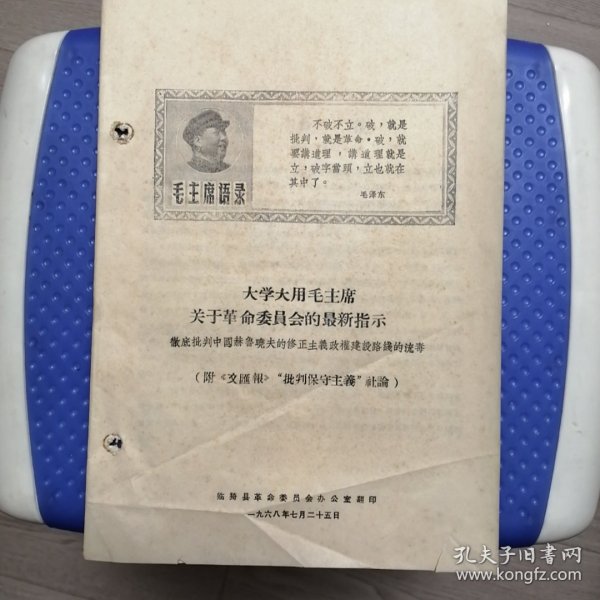 不破不立。破，就是
批判，就是革命。破，就
要講道理，講道理就是
立，破字當頭，立也就在
其中了。
毛泽东
毛主席语录
大学大用毛主席
关于革命委員会的最新指示
徹底批判中国赫鲁曉夫的修正主義政權建設路綫的流毒
（附《文匯報》“批判保守主義”社論）
临猗县革命委员会办公室翻印
一九六八年七月二十五日
孔夫子旧书网
www.kongfz.com